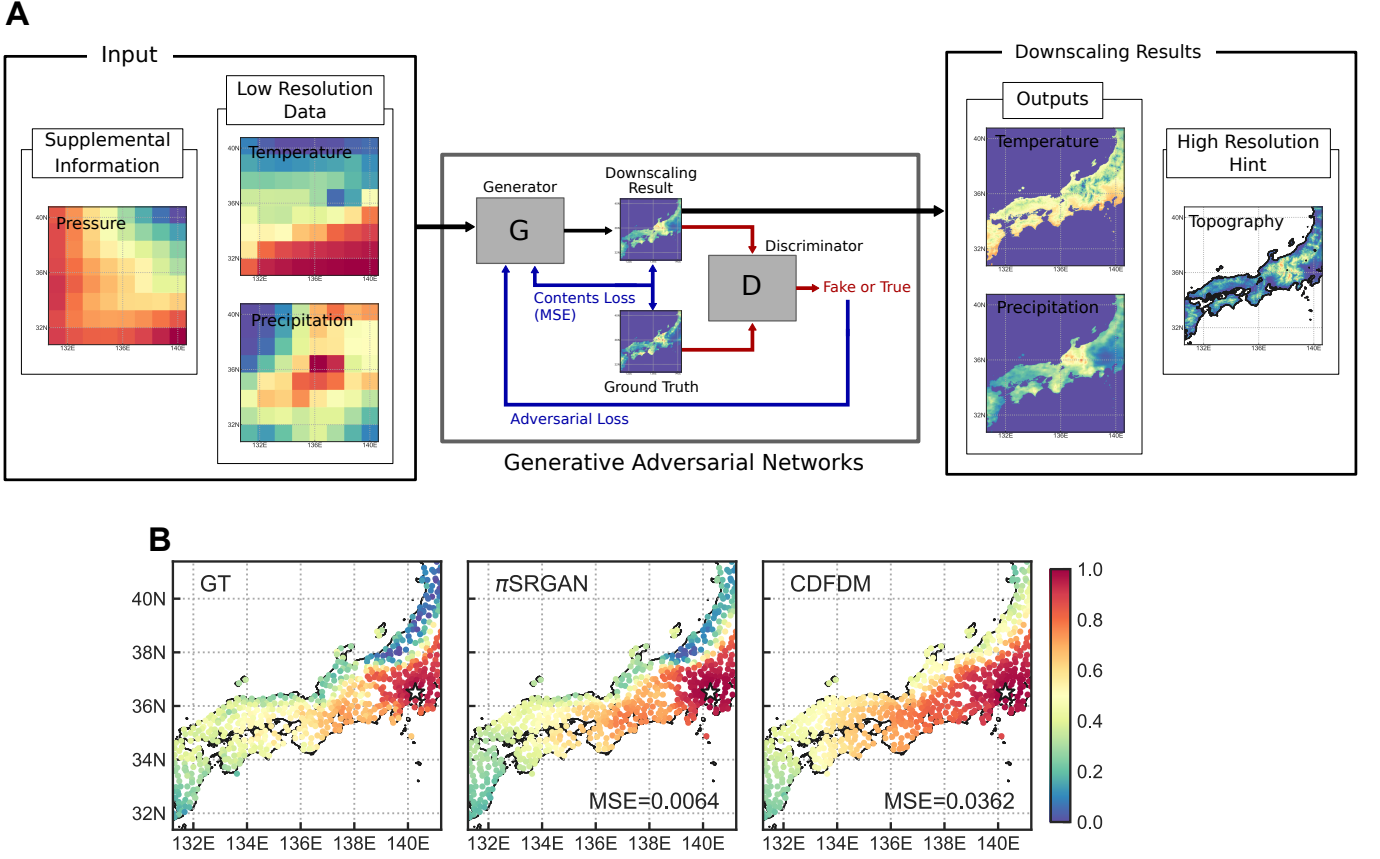 A
Input
Supplemental
Information
Pressure
40N
36N
32N
132E
136E
140E
Low Resolution
Data
Temperature
40N
36N
32N
132E
136E
140E
Precipitation
40N
36N
32N
132E
136E
140E
Generator
G
Downscaling
Result
Discriminator
D
Fake or True
Contents Loss
(MSE)
Ground Truth
Adversarial Loss
Generative Adversarial Networks
Downscaling Results
Outputs
Temperature
40N
36N
32N
132E
136E
140E
Precipitation
40N
36N
32N
132E
136E
140E
High Resolution
Hint
Topography
40N
36N
32N
132E
136E
140E
B
GT
40N
38N
36N
34N
32N
132E 134E 136E 138E 140E
πSRGAN
MSE=0.0064
132E 134E 136E 138E 140E
CDFDM
MSE=0.0362
132E 134E 136E 138E 140E
1.0
0.8
0.6
0.4
0.2
0.0